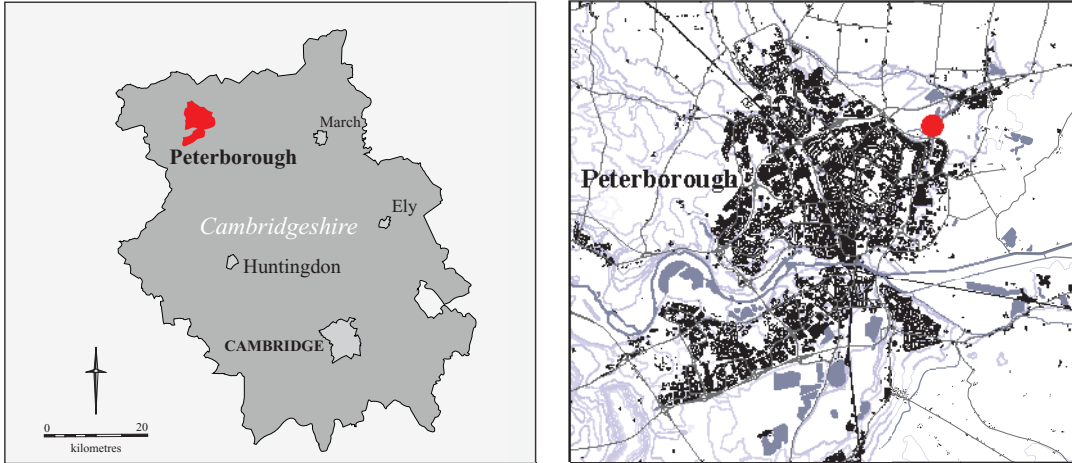 March
Peterborough
Ely
Cambridgeshire
Huntingdon
CAMBRIDGE
0 20
kilometres
Peterborough